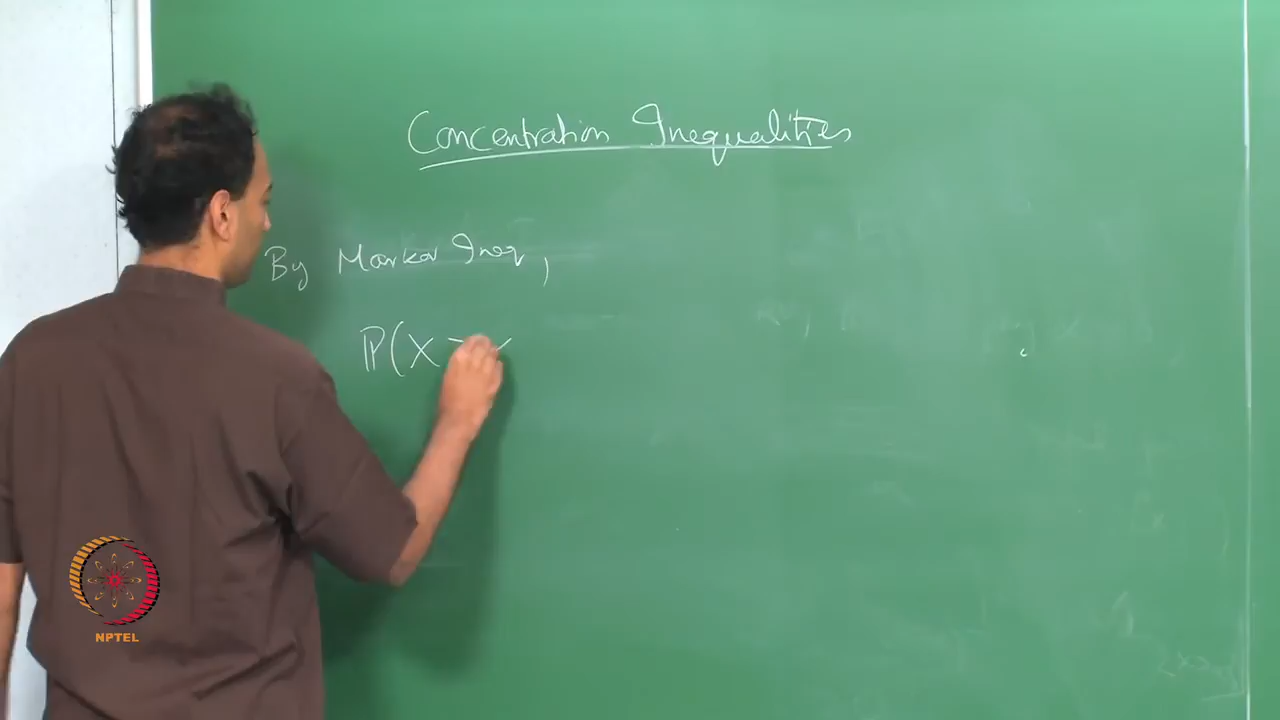 Concentration Inequalities
By Markov Ineq,
P(X
NPTEL